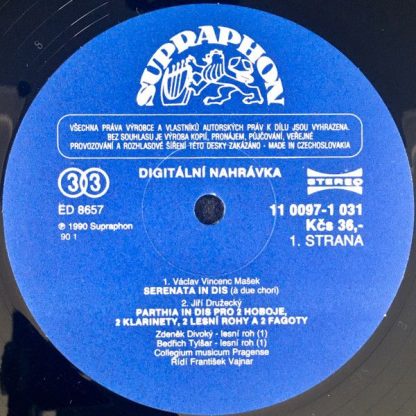 SUPRAPHON
VŠECHNA PRÁVA VÝROBCE A VLASTNÍKŮ AUTORSKÝCH PRÁV K DÍLU JSOU VYHRAZENA.
BEZ SOUHLASU JE VÝROBA KOPIÍ, PRONÁJEM, PŮJČOVÁNÍ, VEŘEJNÉ
PROVOZOVÁNÍ A ROZHLASOVÉ ŠÍŘENÍ TÉTO DESKY ZAKÁZÁNO - MADE IN CZECHOSLOVAKIA
DIGITÁLNÍ NAHRÁVKA
33
STEREO
ED 8657
11 0097-1 031
℗ 1990 Supraphon
Kčs 36,-
90 1
1. STRANA
1. Václav Vincenc Mašek
SERENATA IN DIS (à due chori)
2. Jiří Družecký
PARTHIA IN DIS PRO 2 HOBOJE,
2 KLARINETY, 2 LESNÍ ROHY A 2 FAGOTY
Zdeněk Divoký - lesní roh (1)
Bedřich Tylšar - lesní roh (1)
Collegium musicum Pragense
Řídí František Vajnar